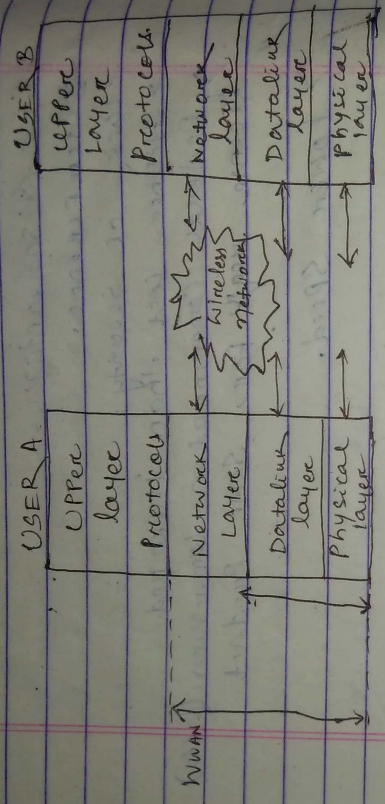 USER A
UPPer
layer
Protocols
Network
Layer
Datalink
layer
Physical
layer
Wireless
network
USER B
UPPer
Layer
Protocols
Network
layer
Datalink
layer
Physical
layer
WWAN